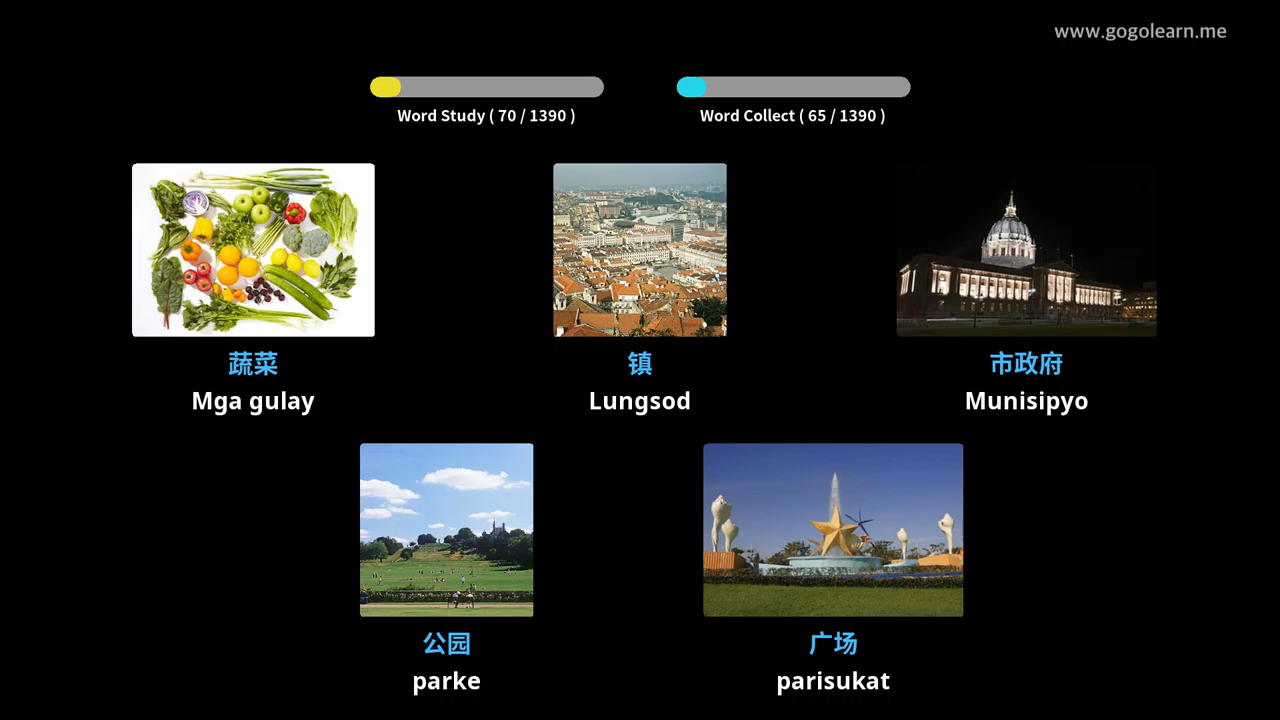 www.gogolearn.me
Word Study ( 70 / 1390 )
Word Collect ( 65 / 1390 )
蔬菜
Mga gulay
镇
Lungsod
市政府
Munisipyo
公园
parke
广场
parisukat